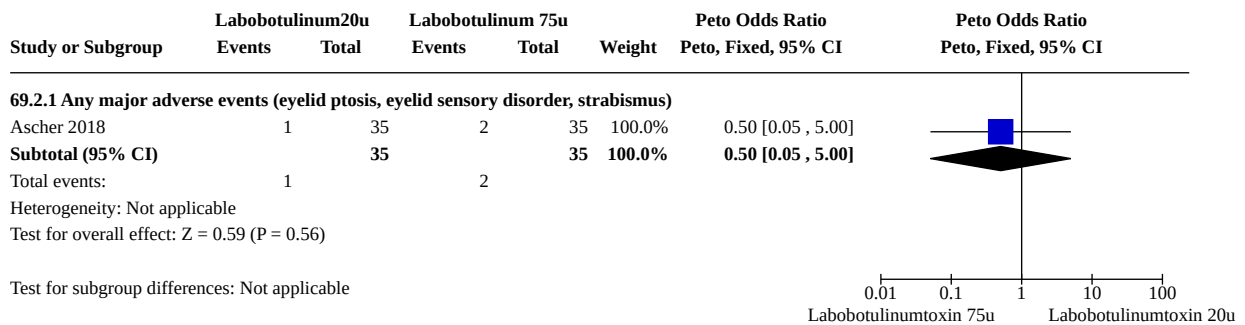 Labobotulinum20u Labobotulinum 75u Peto Odds Ratio Peto Odds Ratio
Study or Subgroup Events Total Events Total Weight Peto, Fixed, 95% CI Peto, Fixed, 95% CI
69.2.1 Any major adverse events (eyelid ptosis, eyelid sensory disorder, strabismus)
Ascher 2018 1 35 2 35 100.0% 0.50 [0.05 , 5.00]
Subtotal (95% CI) 35 35 100.0% 0.50 [0.05 , 5.00]
Total events: 1 2
Heterogeneity: Not applicable
Test for overall effect: Z = 0.59 (P = 0.56)
Test for subgroup differences: Not applicable
0.01 0.1 1 10 100
Labobotulinumtoxin 75u Labobotulinumtoxin 20u